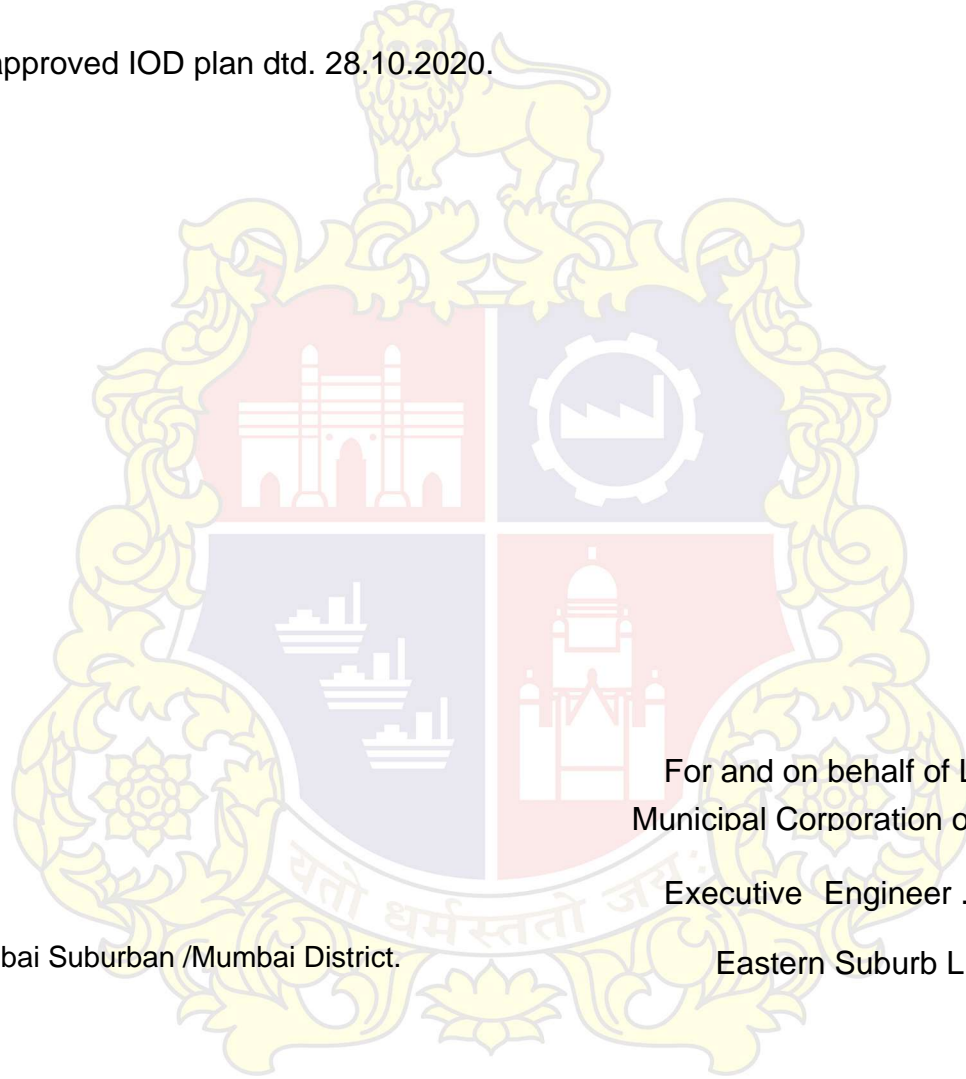 approved IOD plan dtd. 28.10.2020.
For and on behalf of L
Municipal Corporation o
Executive Engineer .
bai Suburban /Mumbai District.
Eastern Suburb L
यतो धर्मस्ततो जय: